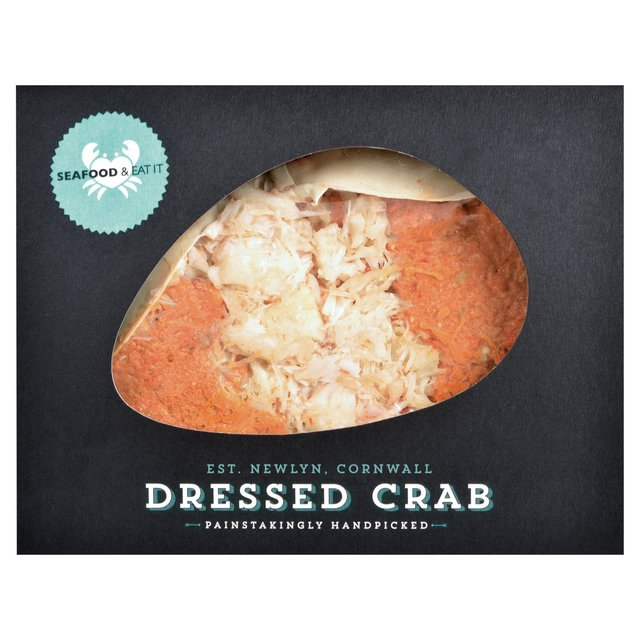 SEAFOOD & EAT IT
EST. NEWLYN, CORNWALL
DRESSED CRAB
PAINSTAKINGLY HANDPICKED